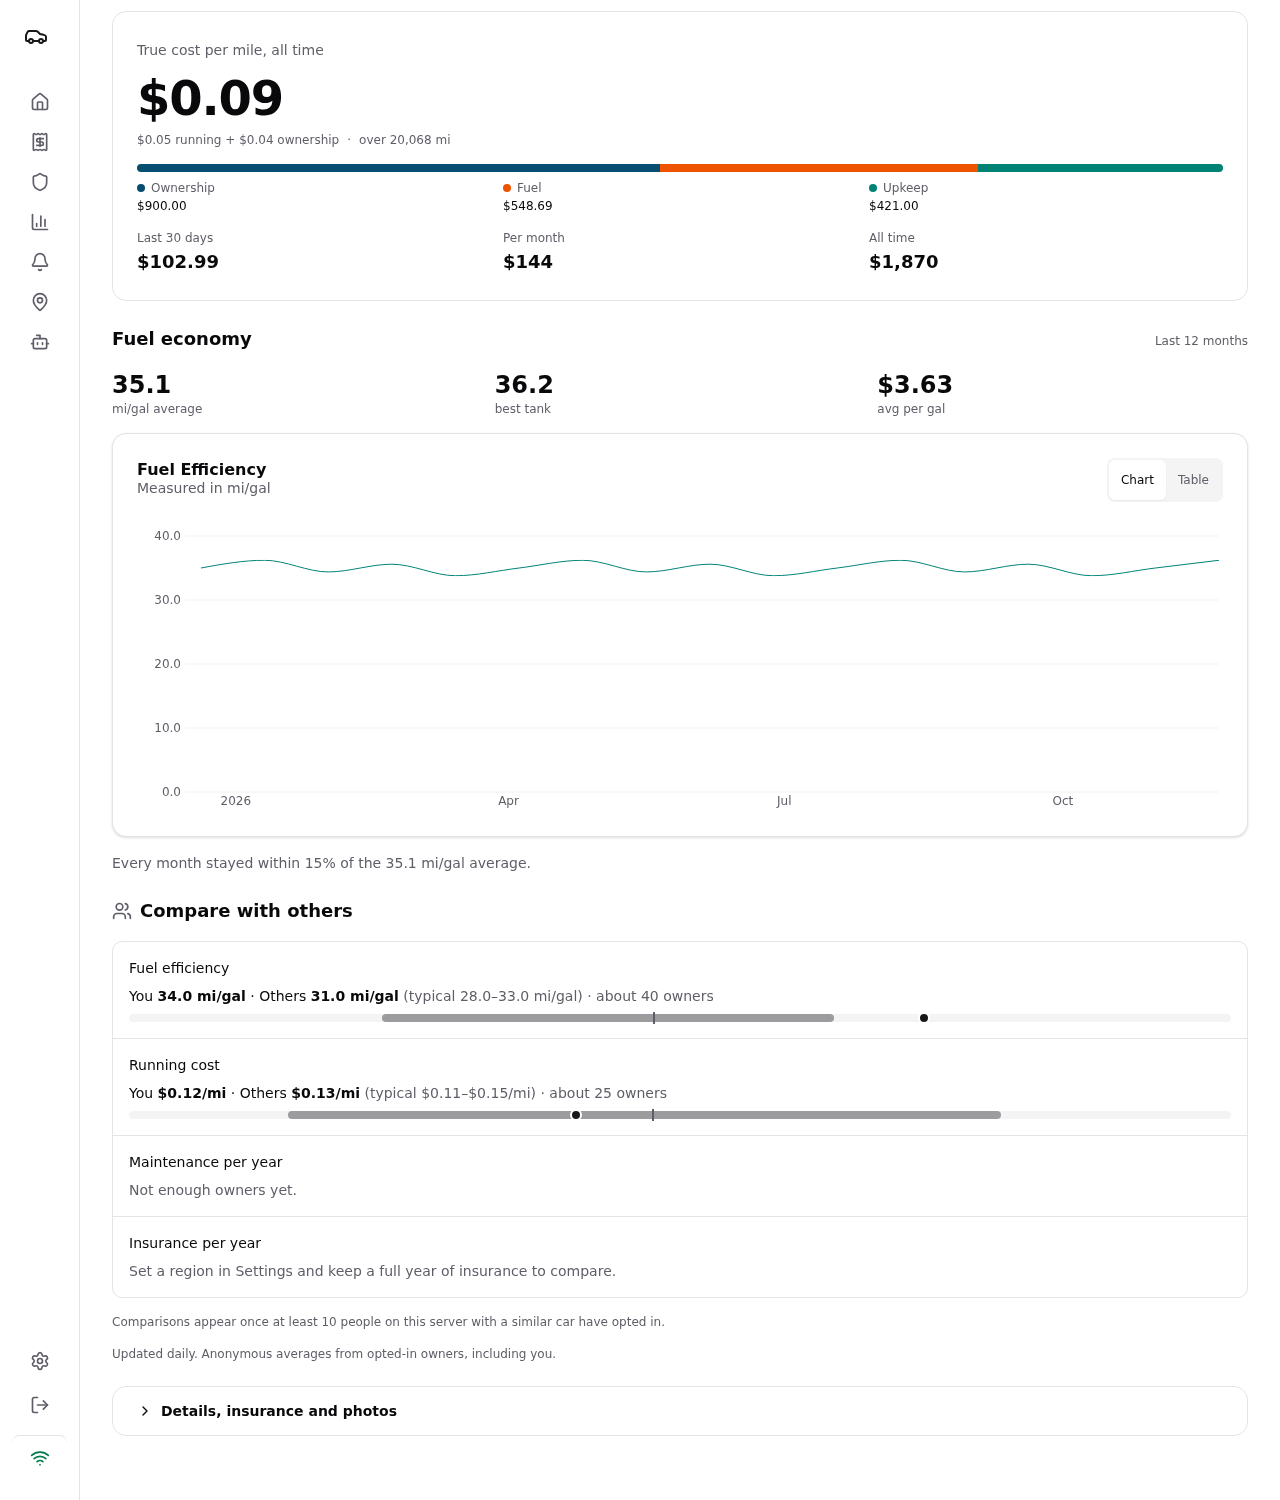 True cost per mile, all time
$0.09
$0.05 running + $0.04 ownership · over 20,068 mi
Ownership
$900.00
Fuel
$548.69
Upkeep
$421.00
Last 30 days
$102.99
Per month
$144
All time
$1,870
Fuel economy
Last 12 months
35.1
mi/gal average
36.2
best tank
$3.63
avg per gal
Fuel Efficiency
Measured in mi/gal
Chart
Table
40.0
30.0
20.0
10.0
0.0
2026
Apr
Jul
Oct
Every month stayed within 15% of the 35.1 mi/gal average.
Compare with others
Fuel efficiency
You 34.0 mi/gal · Others 31.0 mi/gal (typical 28.0–33.0 mi/gal) · about 40 owners
Running cost
You $0.12/mi · Others $0.13/mi (typical $0.11–$0.15/mi) · about 25 owners
Maintenance per year
Not enough owners yet.
Insurance per year
Set a region in Settings and keep a full year of insurance to compare.
Comparisons appear once at least 10 people on this server with a similar car have opted in.
Updated daily. Anonymous averages from opted-in owners, including you.
Details, insurance and photos